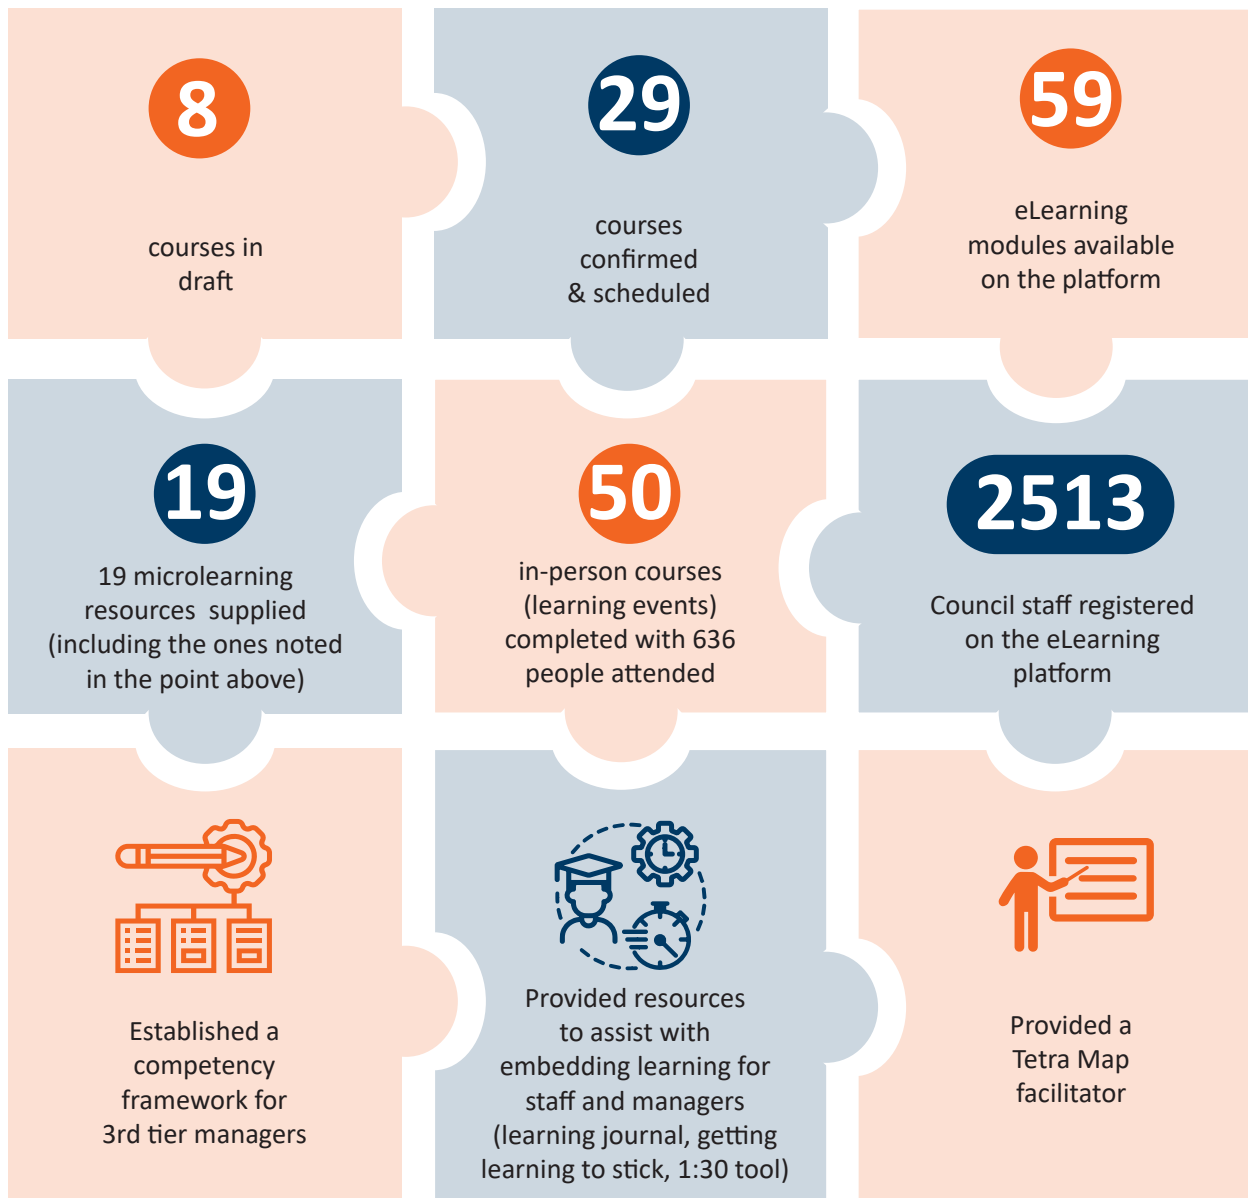 8
courses in
draft
29
courses
confirmed
& scheduled
59
eLearning
modules available
on the platform
19
19 microlearning
resources  supplied
(including the ones noted
in the point above)
50
in-person courses
(learning events)
completed with 636
people attended
2513
Council staff registered
on the eLearning
platform
Established a
competency
framework for
3rd tier managers
Provided resources
to assist with
embedding learning for
staff and managers
(learning journal, getting
learning to stick, 1:30 tool)
Provided a
Tetra Map
facilitator